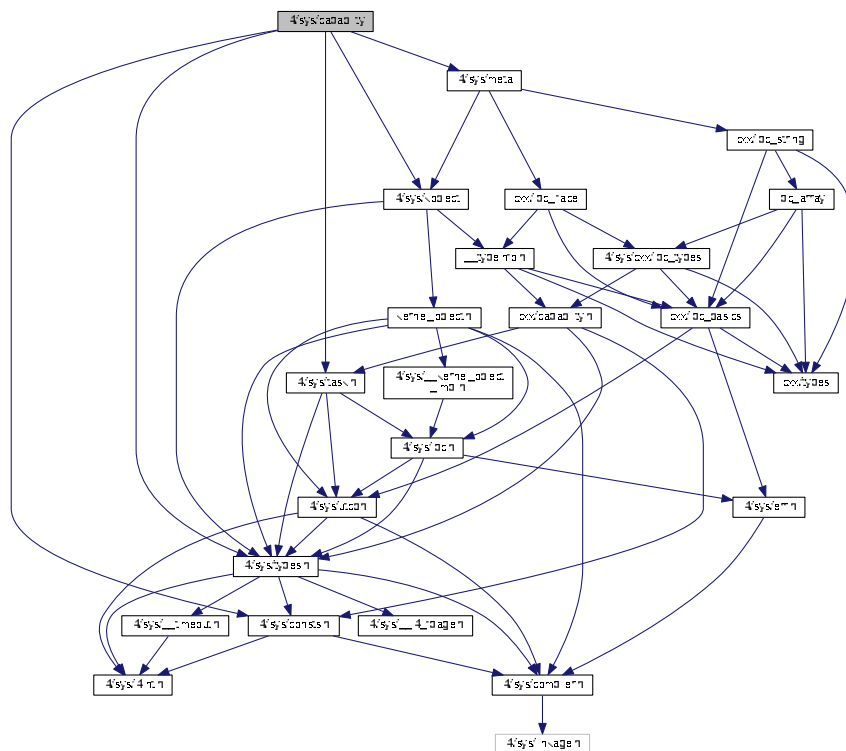 l4/sys/capability
l4/sys/meta
cxx/ipc_string
l4/sys/kobject
cxx/ipc_iface
ipc_array
__typeinfo.h
l4/sys/cxx/ipc_types
kernel_object.h
cxx/capability.h
cxx/ipc_basics
l4/sys/task.h
l4/sys/__kernel_object
_impl.h
cxx/types
l4/sys/ipc.h
l4/sys/utcb.h
l4/sys/err.h
l4/sys/types.h
l4/sys/__timeout.h
l4/sys/consts.h
l4/sys/__l4_fpage.h
l4/sys/l4int.h
l4/sys/compiler.h
l4/sys/linkage.h